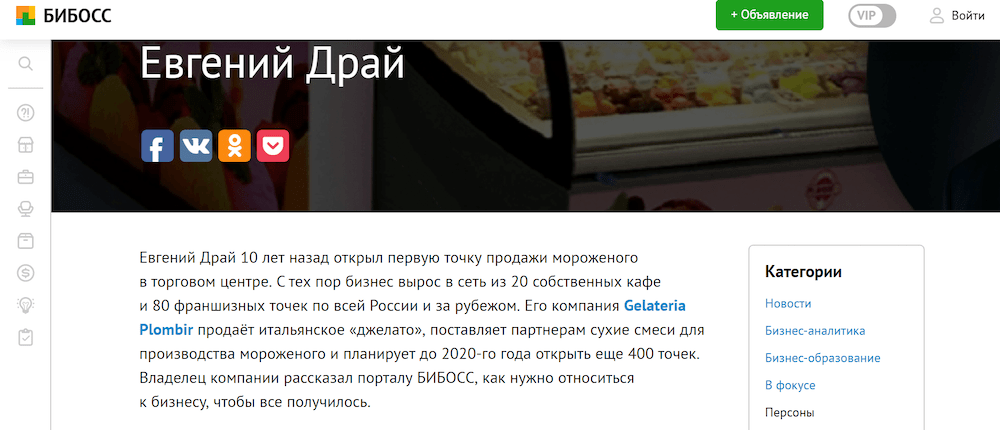 БИБОСС
+ Объявление
VIP
Войти
Евгений Драй
Евгений Драй 10 лет назад открыл первую точку продажи мороженого
в торговом центре. С тех пор бизнес вырос в сеть из 20 собственных кафе
и 80 франшизных точек по всей России и за рубежом. Его компания Gelateria
Plombir продаёт итальянское «джелато», поставляет партнерам сухие смеси для
производства мороженого и планирует до 2020-го года открыть еще 400 точек.
Владелец компании рассказал порталу БИБОСС, как нужно относиться
к бизнесу, чтобы все получилось.
Категории
Новости
Бизнес-аналитика
Бизнес-образование
В фокусе
Персоны